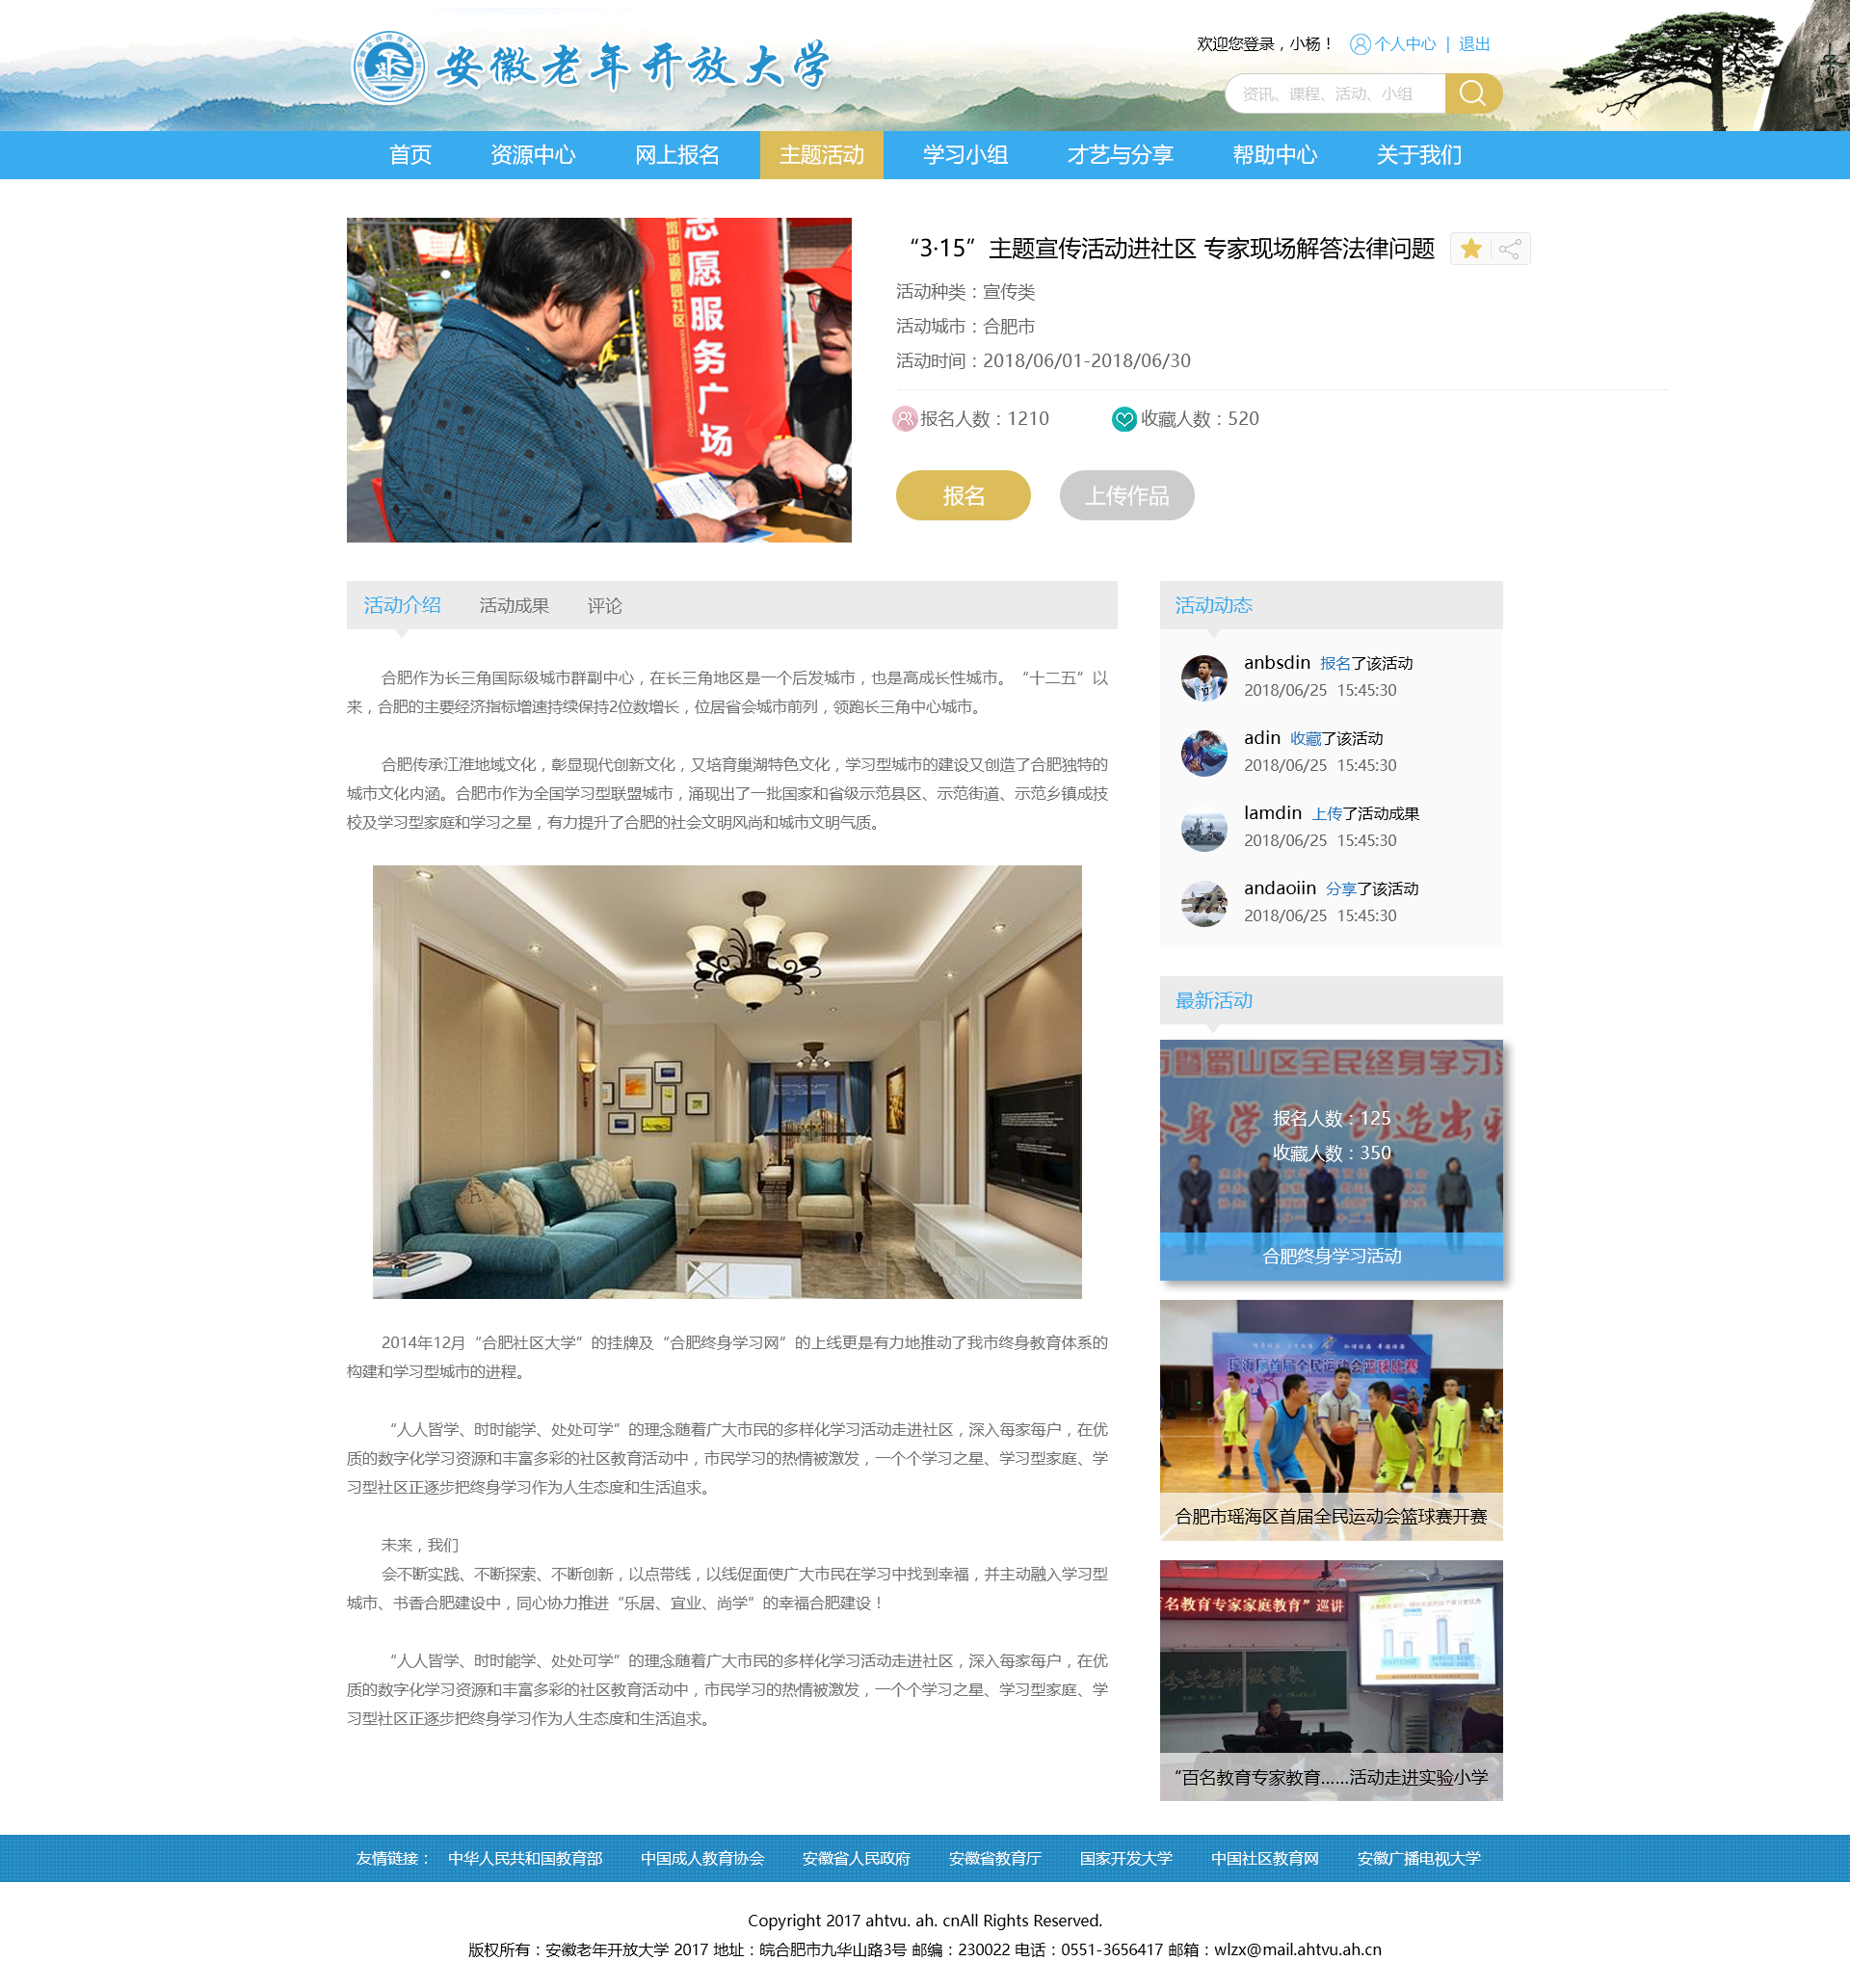 安徽老年开放大学
欢迎您登录，小杨！ 个人中心 | 退出
资讯、课程、活动、小组
首页 资源中心 网上报名 主题活动 学习小组 才艺与分享 帮助中心 关于我们
志愿服务广场
“3·15”主题宣传活动进社区 专家现场解答法律问题
活动种类：宣传类
活动城市：合肥市
活动时间：2018/06/01-2018/06/30
报名人数：1210 收藏人数：520
报名 上传作品
活动介绍 活动成果 评论
合肥作为长三角国际级城市群副中心，在长三角地区是一个后发城市，也是高成长性城市。“十二五”以
来，合肥的主要经济指标增速持续保持2位数增长，位居省会城市前列，领跑长三角中心城市。
合肥传承江淮地域文化，彰显现代创新文化，又培育巢湖特色文化，学习型城市的建设又创造了合肥独特的
城市文化内涵。合肥市作为全国学习型联盟城市，涌现出了一批国家和省级示范县区、示范街道、示范乡镇成技
校及学习型家庭和学习之星，有力提升了合肥的社会文明风尚和城市文明气质。
2014年12月“合肥社区大学”的挂牌及“合肥终身学习网”的上线更是有力地推动了我市终身教育体系的
构建和学习型城市的进程。
“人人皆学、时时能学、处处可学”的理念随着广大市民的多样化学习活动走进社区，深入每家每户，在优
质的数字化学习资源和丰富多彩的社区教育活动中，市民学习的热情被激发，一个个学习之星、学习型家庭、学
习型社区正逐步把终身学习作为人生态度和生活追求。
未来，我们
会不断实践、不断探索、不断创新，以点带线，以线促面使广大市民在学习中找到幸福，并主动融入学习型
城市、书香合肥建设中，同心协力推进“乐居、宜业、尚学”的幸福合肥建设！
“人人皆学、时时能学、处处可学”的理念随着广大市民的多样化学习活动走进社区，深入每家每户，在优
质的数字化学习资源和丰富多彩的社区教育活动中，市民学习的热情被激发，一个个学习之星、学习型家庭、学
习型社区正逐步把终身学习作为人生态度和生活追求。
活动动态
anbsdin 报名了该活动
2018/06/25 15:45:30
adin 收藏了该活动
2018/06/25 15:45:30
lamdin 上传了活动成果
2018/06/25 15:45:30
andaoiin 分享了该活动
2018/06/25 15:45:30
最新活动
市暨蜀山区全民终身学习活
终身学习 创造出彩
报名人数：125
收藏人数：350
合肥终身学习活动
瑶海区首届全民运动会篮球比赛
合肥市瑶海区首届全民运动会篮球赛开赛
百名教育专家家庭教育”巡讲
今天怎样做家长
“百名教育专家教育……活动走进实验小学
友情链接： 中华人民共和国教育部 中国成人教育协会 安徽省人民政府 安徽省教育厅 国家开发大学 中国社区教育网 安徽广播电视大学
Copyright 2017 ahtvu. ah. cnAll Rights Reserved.
版权所有：安徽老年开放大学 2017 地址：皖合肥市九华山路3号 邮编：230022 电话：0551-3656417 邮箱：wlzx@mail.ahtvu.ah.cn